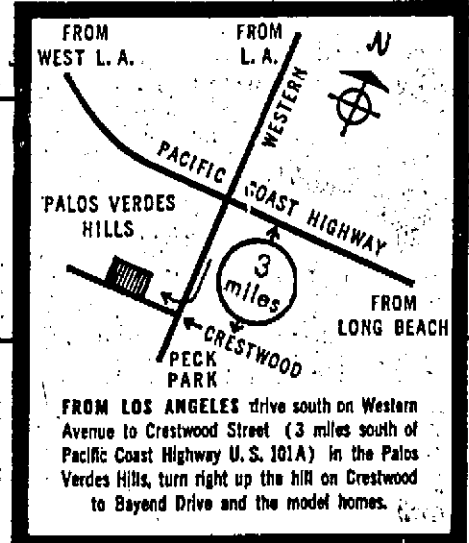 FROM
WEST L. A.
FROM
L. A.
N
WESTERN
PACIFIC COAST HIGHWAY
PALOS VERDES
HILLS
3
miles
FROM
LONG BEACH
CRESTWOOD
PECK
PARK
FROM LOS ANGELES drive south on Western
Avenue to Crestwood Street (3 miles south of
Pacific Coast Highway U. S. 101A) in the Palos
Verdes Hills, turn right up the hill on Crestwood
to Bayend Drive and the model homes.